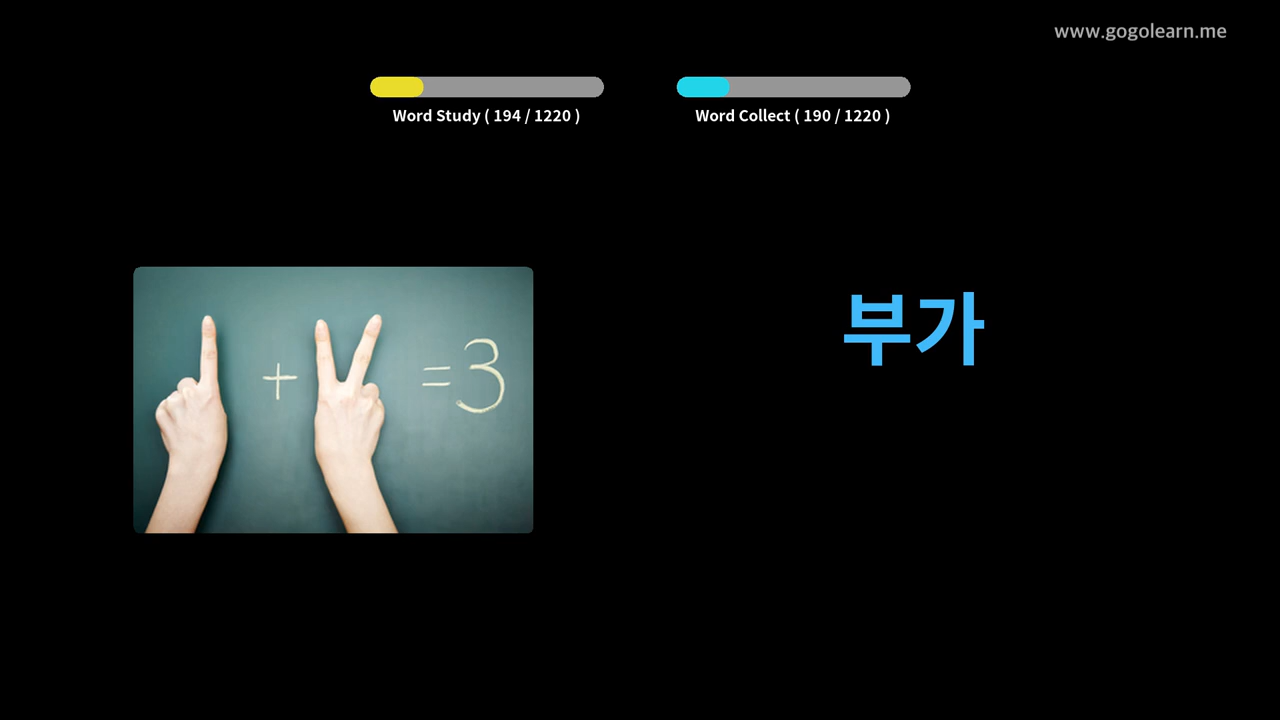 www.gogolearn.me
Word Study ( 194 / 1220 )
Word Collect ( 190 / 1220 )
부가
+ = 3